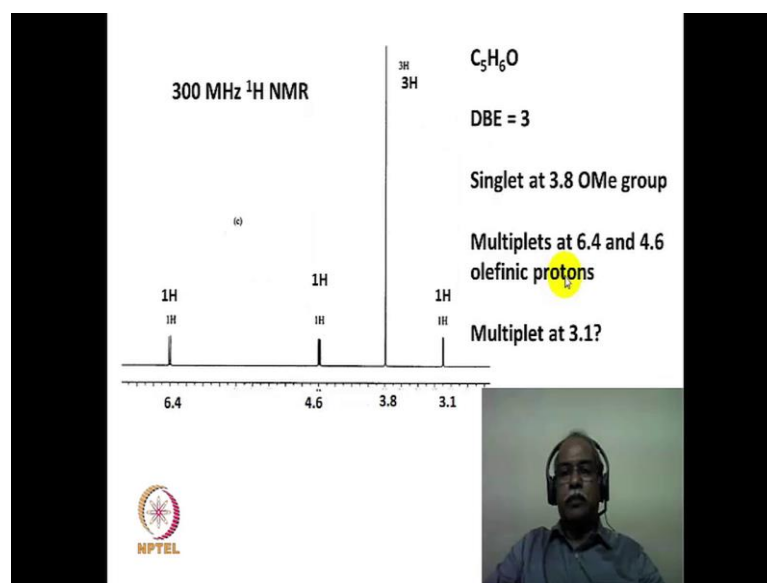 300 MHz ¹H NMR
3H
3H
(c)
1H
1H
1H
1H
1H
1H
6.4
4.6
3.8
3.1
C₅H₆O
DBE = 3
Singlet at 3.8 OMe group
Multiplets at 6.4 and 4.6
olefinic protons
Multiplet at 3.1?
NPTEL